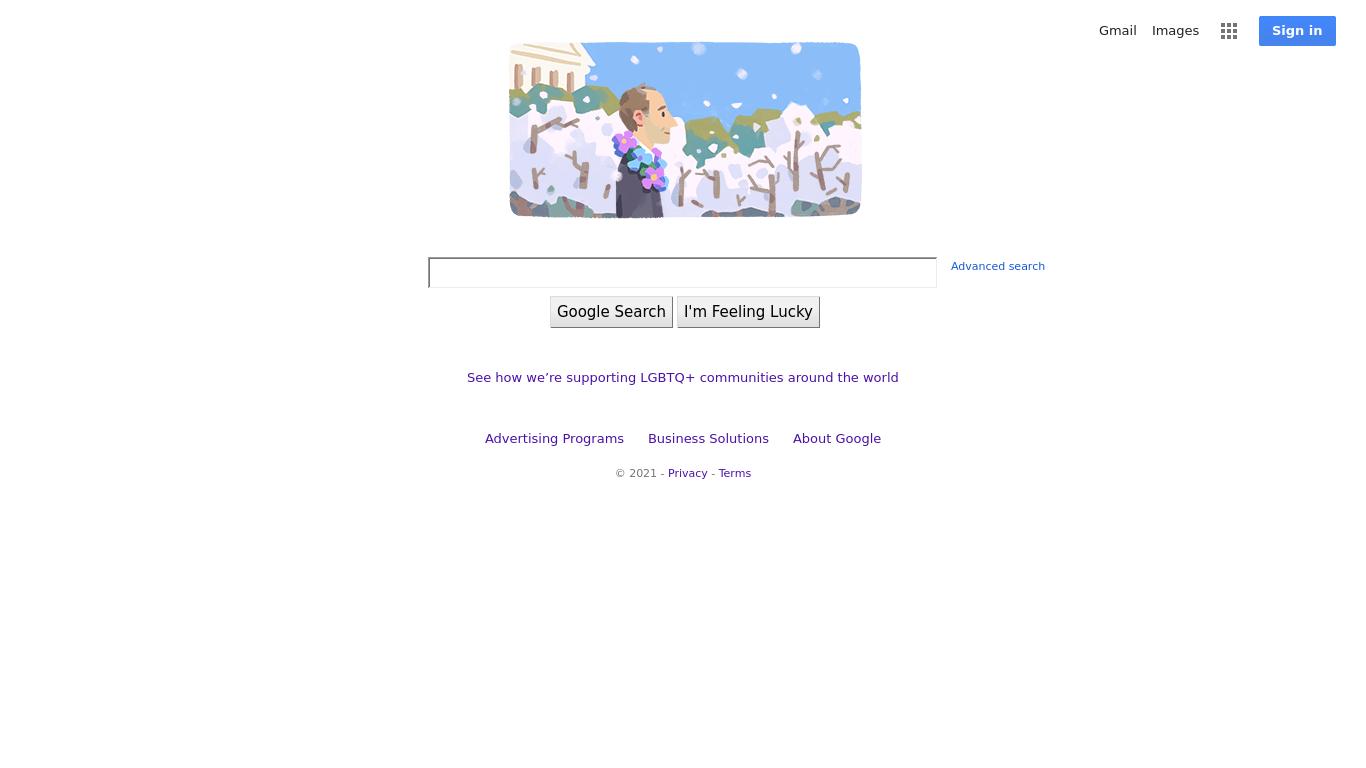 Gmail Images Sign in
Advanced search
Google Search I'm Feeling Lucky
See how we’re supporting LGBTQ+ communities around the world
Advertising Programs Business Solutions About Google
© 2021 - Privacy - Terms